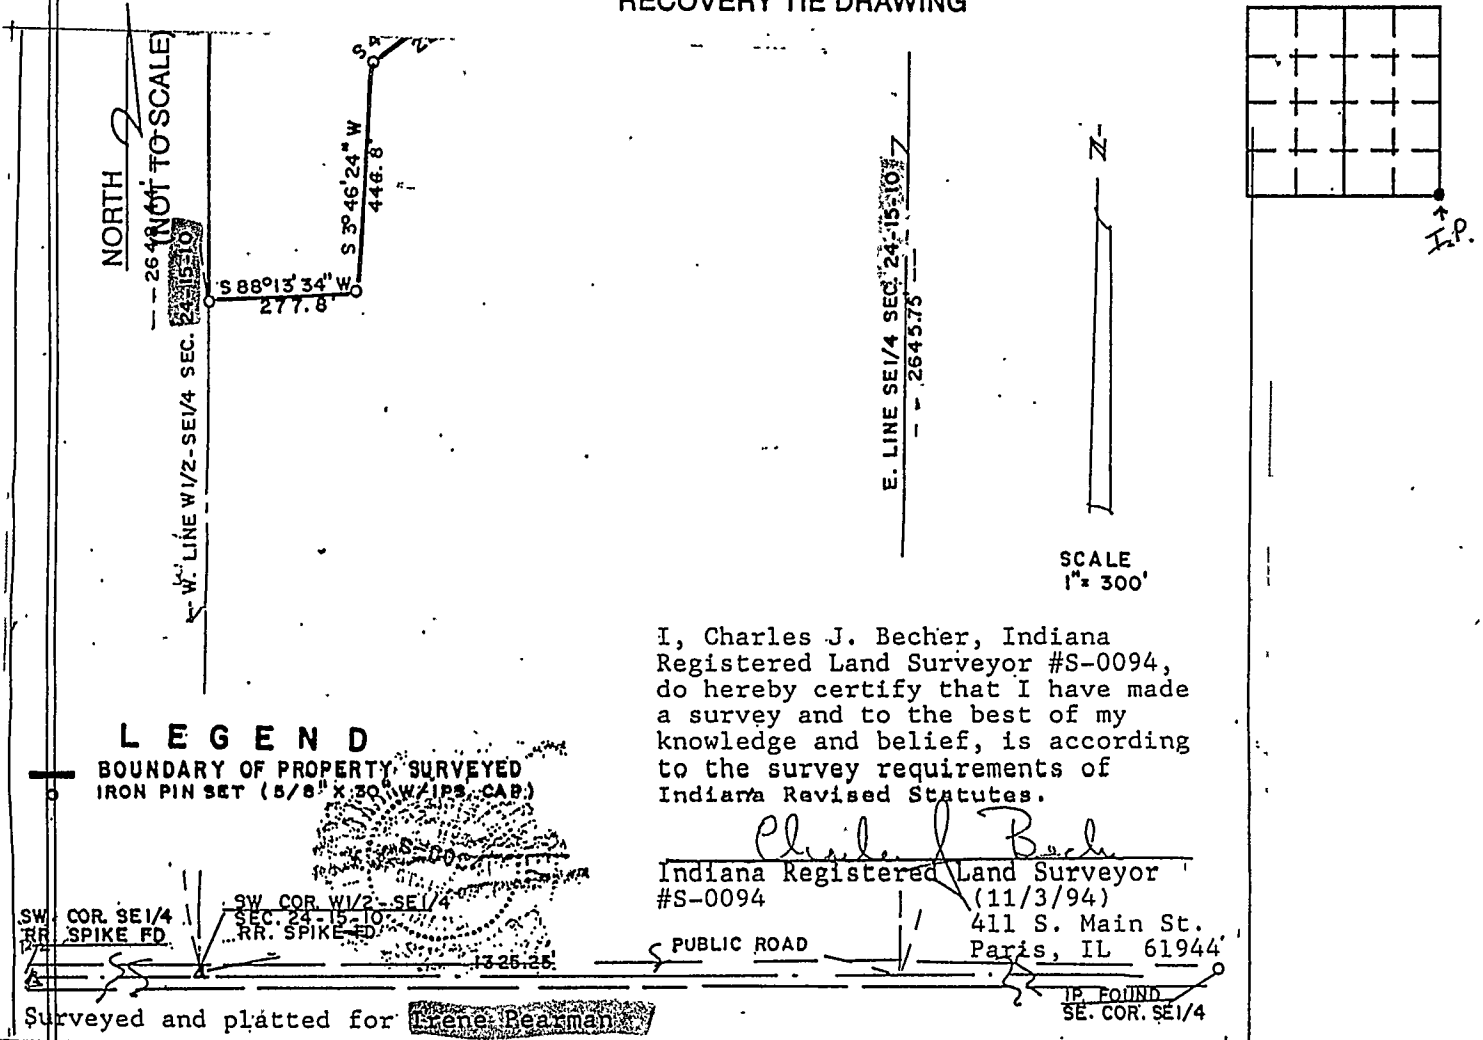 RECOVERY TIE DRAWING
NORTH
(NOT TO SCALE)
W. LINE W1/2-SE1/4 SEC. 24-15-10
S 88°13'34" W
277.8'
S 3°46'24" W
446.8'
E. LINE SE1/4 SEC. 24-15-10
2645.75'
N
I.P.
SCALE
1"= 300'
I, Charles J. Becher, Indiana
Registered Land Surveyor #S-0094,
do hereby certify that I have made
a survey and to the best of my
knowledge and belief, is according
to the survey requirements of
Indiana Revised Statutes.
Indiana Registered Land Surveyor
#S-0094 (11/3/94)
411 S. Main St.
Paris, IL 61944
LEGEND
BOUNDARY OF PROPERTY SURVEYED
IRON PIN SET (5/8" X 30" W/IPS CAP)
SW COR. SE1/4
RR. SPIKE FD
SW COR. W1/2-SE1/4
SEC. 24-15-10
RR. SPIKE FD
1325.25'
PUBLIC ROAD
IP FOUND
SE. COR. SE1/4
Surveyed and platted for Irene Pearman